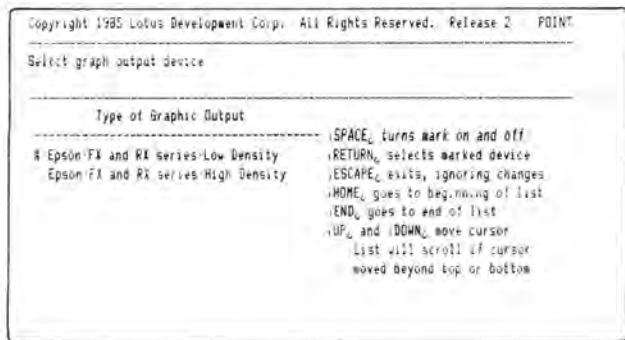 Copyright 1985 Lotus Development Corp. All Rights Reserved. Release 2 POINT
Select graph output device
Type of Graphic Output
# Epson FX and RX series Low Density
Epson FX and RX series High Density
[SPACE] turns mark on and off
[RETURN] selects marked device
[ESCAPE] exits, ignoring changes
[HOME] goes to beginning of list
[END] goes to end of list
[UP] and [DOWN] move cursor
List will scroll if cursor
moved beyond top or bottom